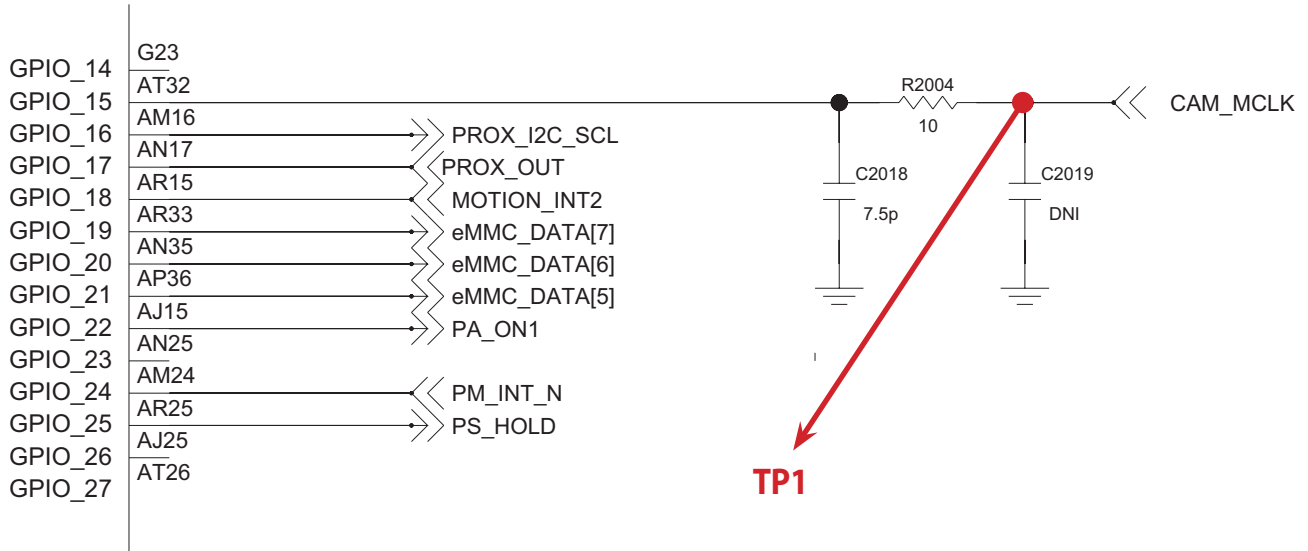 G23
GPIO_14
AT32
GPIO_15 R2004 CAM_MCLK
AM16 10
GPIO_16 PROX_I2C_SCL
AN17
GPIO_17 PROX_OUT
AR15 C2018 C2019
GPIO_18 MOTION_INT2
7.5p DNI
AR33
GPIO_19 eMMC_DATA[7]
AN35
GPIO_20 eMMC_DATA[6]
AP36
GPIO_21 eMMC_DATA[5]
AJ15
GPIO_22 PA_ON1
AN25
GPIO_23
AM24
GPIO_24 PM_INT_N
AR25
GPIO_25 PS_HOLD
AJ25
GPIO_26
AT26
TP1
GPIO_27